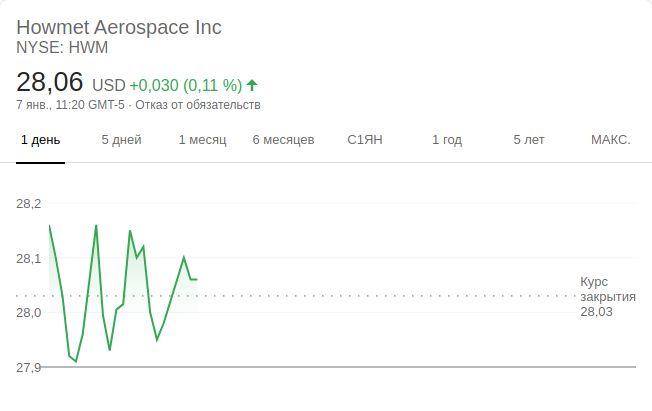 Howmet Aerospace Inc
NYSE: HWM
28,06 USD +0,030 (0,11 %)
7 янв., 11:20 GMT-5 · Отказ от обязательств
1 день 5 дней 1 месяц 6 месяцев С1ЯН 1 год 5 лет МАКС.
28,2
28,1
28,0
27,9
Курс
закрытия
28,03